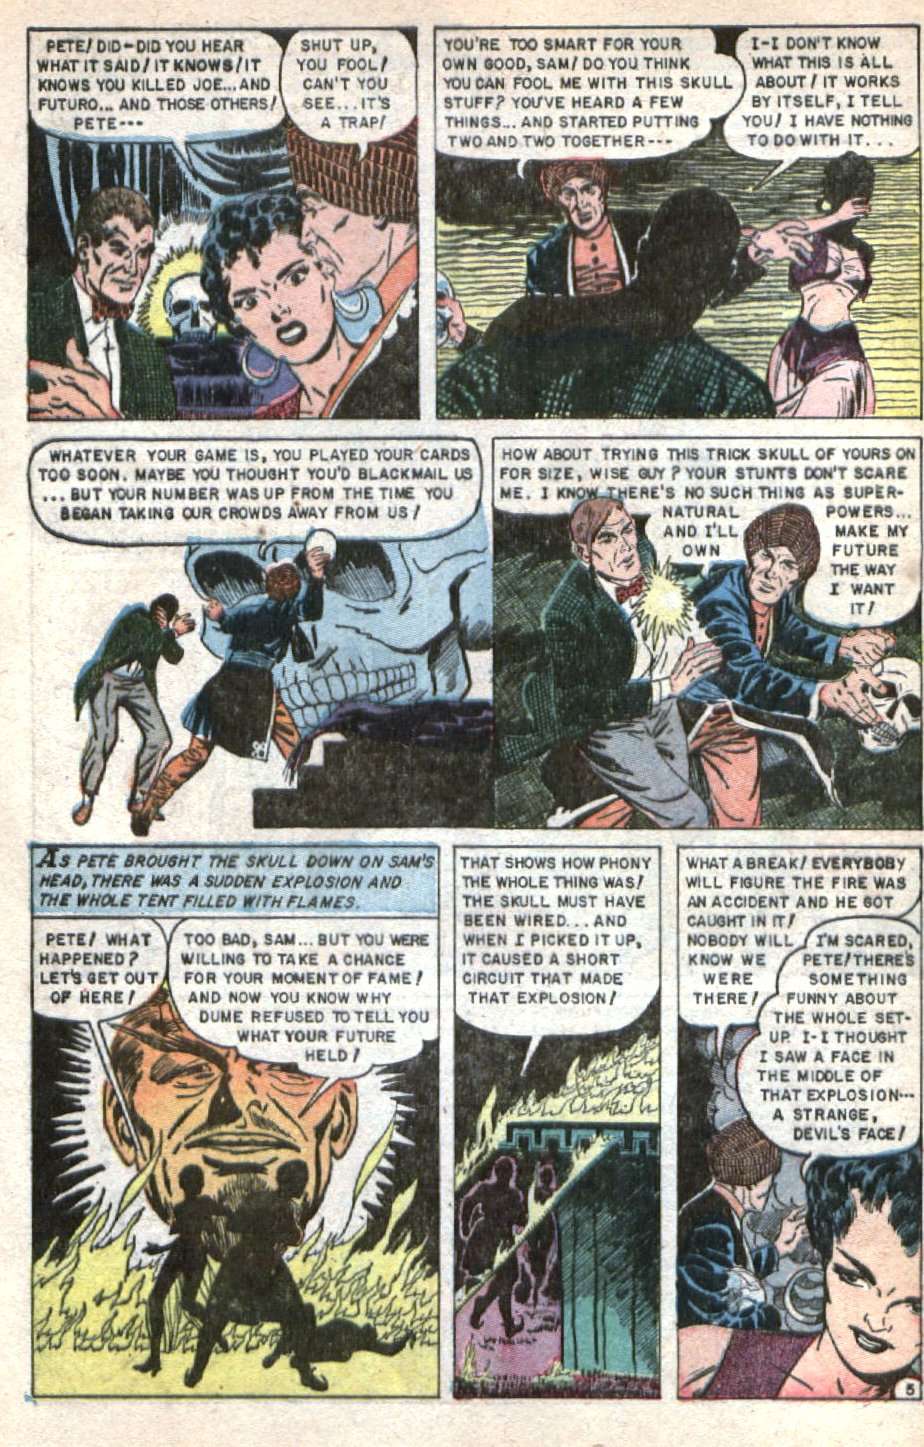 PETE! DID-DID YOU HEAR
WHAT IT SAID! IT KNOWS! IT
KNOWS YOU KILLED JOE...AND
FUTURO... AND THOSE OTHERS!
PETE---
SHUT UP,
YOU FOOL!
CAN'T YOU
SEE...IT'S
A TRAP!
YOU'RE TOO SMART FOR YOUR
OWN GOOD, SAM! DO YOU THINK
YOU CAN FOOL ME WITH THIS SKULL
STUFF? YOU'VE HEARD A FEW
THINGS... AND STARTED PUTTING
TWO AND TWO TOGETHER---
I-I DON'T KNOW
WHAT THIS IS ALL
ABOUT! IT WORKS
BY ITSELF, I TELL
YOU! I HAVE NOTHING
TO DO WITH IT...
WHATEVER YOUR GAME IS, YOU PLAYED YOUR CARDS
TOO SOON. MAYBE YOU THOUGHT YOU'D BLACKMAIL US
... BUT YOUR NUMBER WAS UP FROM THE TIME YOU
BEGAN TAKING OUR CROWDS AWAY FROM US!
HOW ABOUT TRYING THIS TRICK SKULL OF YOURS ON
FOR SIZE, WISE GUY? YOUR STUNTS DON'T SCARE
ME. I KNOW THERE'S NO SUCH THING AS SUPER-
NATURAL POWERS...
AND I'LL MAKE MY
OWN FUTURE
THE WAY
I WANT
IT!
AS PETE BROUGHT THE SKULL DOWN ON SAM'S
HEAD, THERE WAS A SUDDEN EXPLOSION AND
THE WHOLE TENT FILLED WITH FLAMES.
PETE! WHAT
HAPPENED?
LET'S GET OUT
OF HERE!
TOO BAD, SAM... BUT YOU WERE
WILLING TO TAKE A CHANCE
FOR YOUR MOMENT OF FAME!
AND NOW YOU KNOW WHY
DUME REFUSED TO TELL YOU
WHAT YOUR FUTURE
HELD!
THAT SHOWS HOW PHONY
THE WHOLE THING WAS!
THE SKULL MUST HAVE
BEEN WIRED... AND
WHEN I PICKED IT UP,
IT CAUSED A SHORT
CIRCUIT THAT MADE
THAT EXPLOSION!
WHAT A BREAK! EVERYBOBY
WILL FIGURE THE FIRE WAS
AN ACCIDENT AND HE GOT
CAUGHT IN IT!
NOBODY WILL
KNOW WE
WERE
THERE!
I'M SCARED,
PETE! THERE'S
SOMETHING
FUNNY ABOUT
THE WHOLE SET-
UP. I-I THOUGHT
I SAW A FACE IN
THE MIDDLE OF
THAT EXPLOSION---
A STRANGE,
DEVIL'S FACE!
5